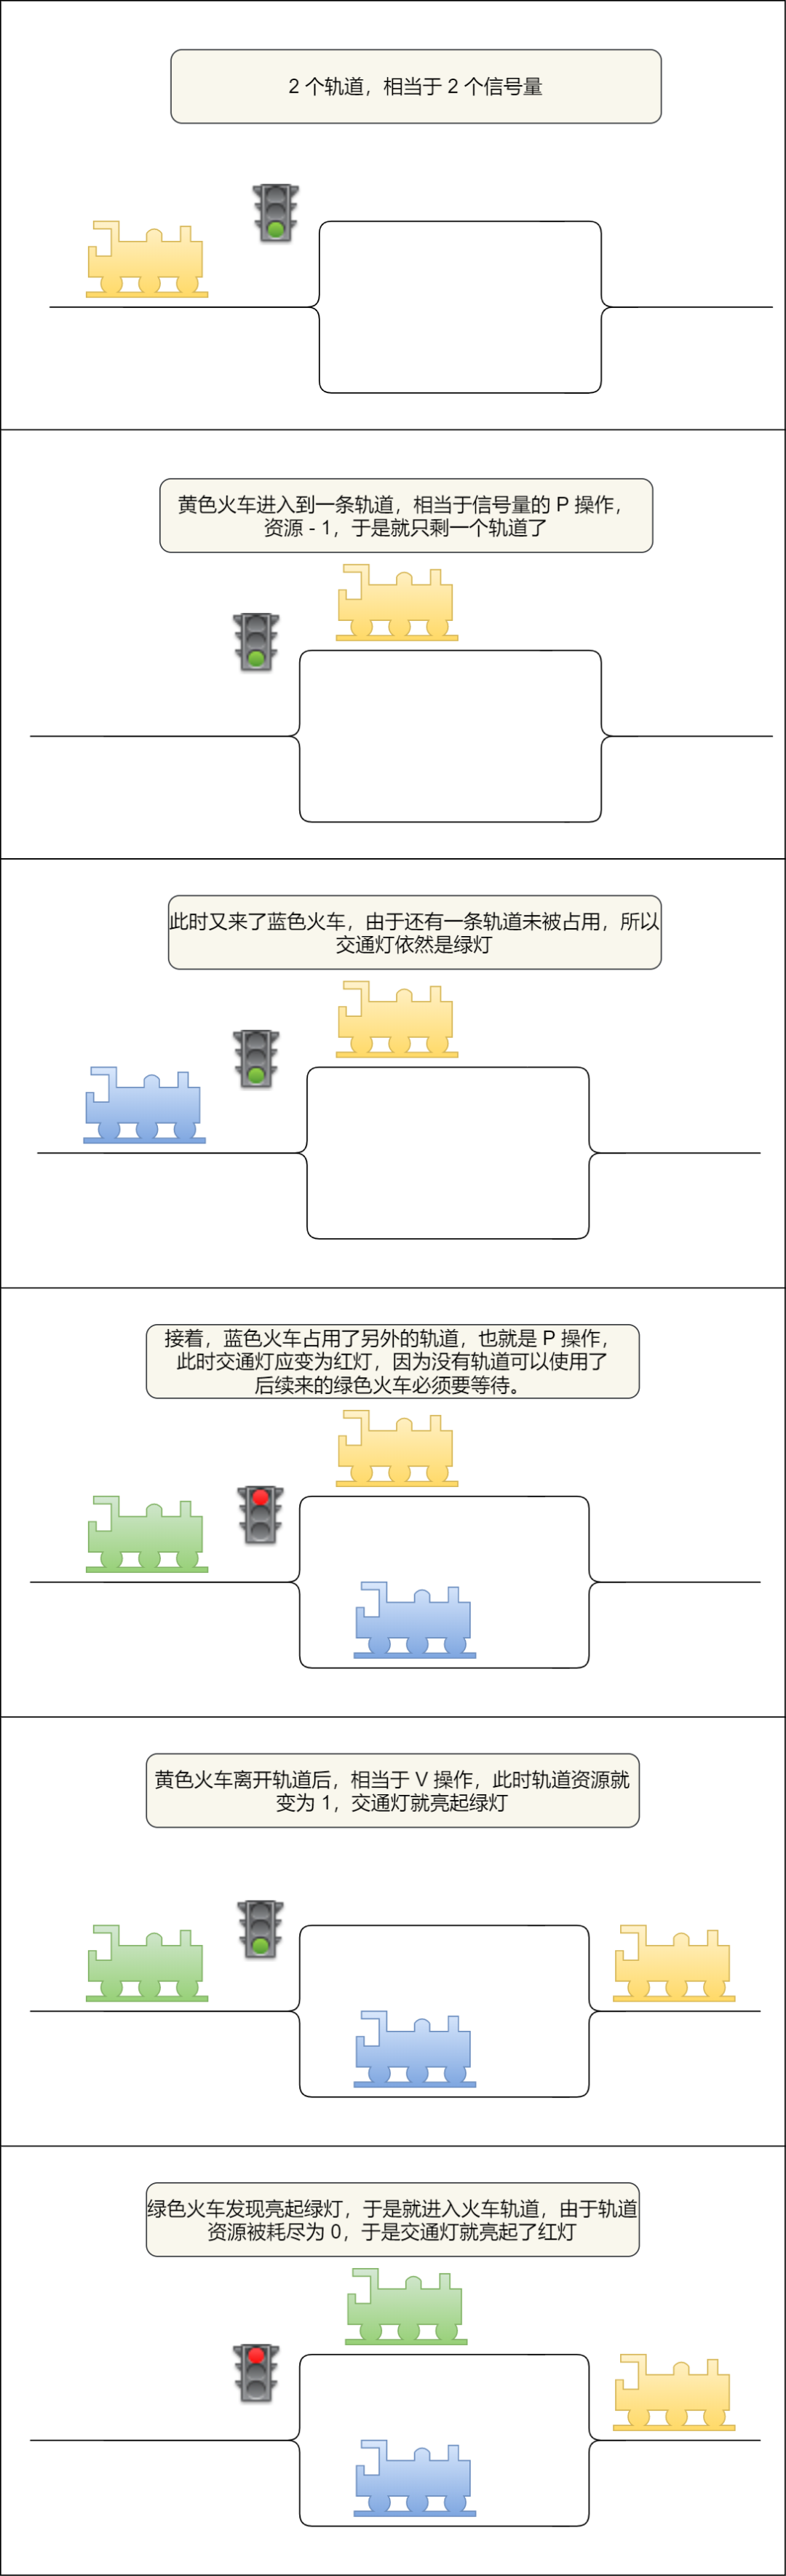 2 个轨道，相当于 2 个信号量
黄色火车进入到一条轨道，相当于信号量的 P 操作，
资源 - 1，于是就只剩一个轨道了
此时又来了蓝色火车，由于还有一条轨道未被占用，所以
交通灯依然是绿灯
接着，蓝色火车占用了另外的轨道，也就是 P 操作，
此时交通灯应变为红灯，因为没有轨道可以使用了
后续来的绿色火车必须要等待。
黄色火车离开轨道后，相当于 V 操作，此时轨道资源就
变为 1，交通灯就亮起绿灯
绿色火车发现亮起绿灯，于是就进入火车轨道，由于轨道
资源被耗尽为 0，于是交通灯就亮起了红灯